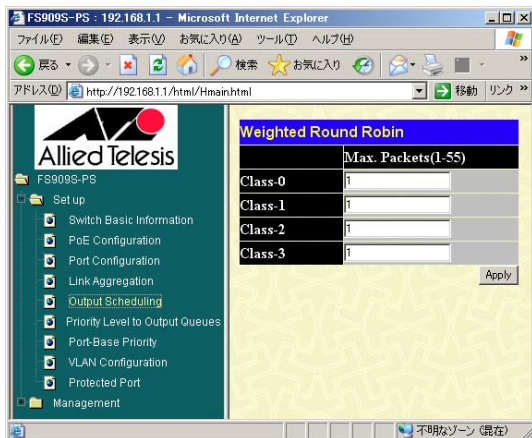 FS909S-PS : 192.168.1.1 - Microsoft Internet Explorer
ファイル(F) 編集(E) 表示(V) お気に入り(A) ツール(T) ヘルプ(H)
戻る 検索 お気に入り
アドレス(D) http://192.168.1.1/html/Hmain.html 移動 リンク »
Allied Telesis
FS909S-PS
Set up
Switch Basic Information
PoE Configuration
Port Configuration
Link Aggregation
Output Scheduling
Priority Level to Output Queues
Port-Base Priority
VLAN Configuration
Protected Port
Management
Weighted Round Robin
Max. Packets(1-55)
Class-0 1
Class-1 1
Class-2 1
Class-3 1
Apply
不明なゾーン (混在)